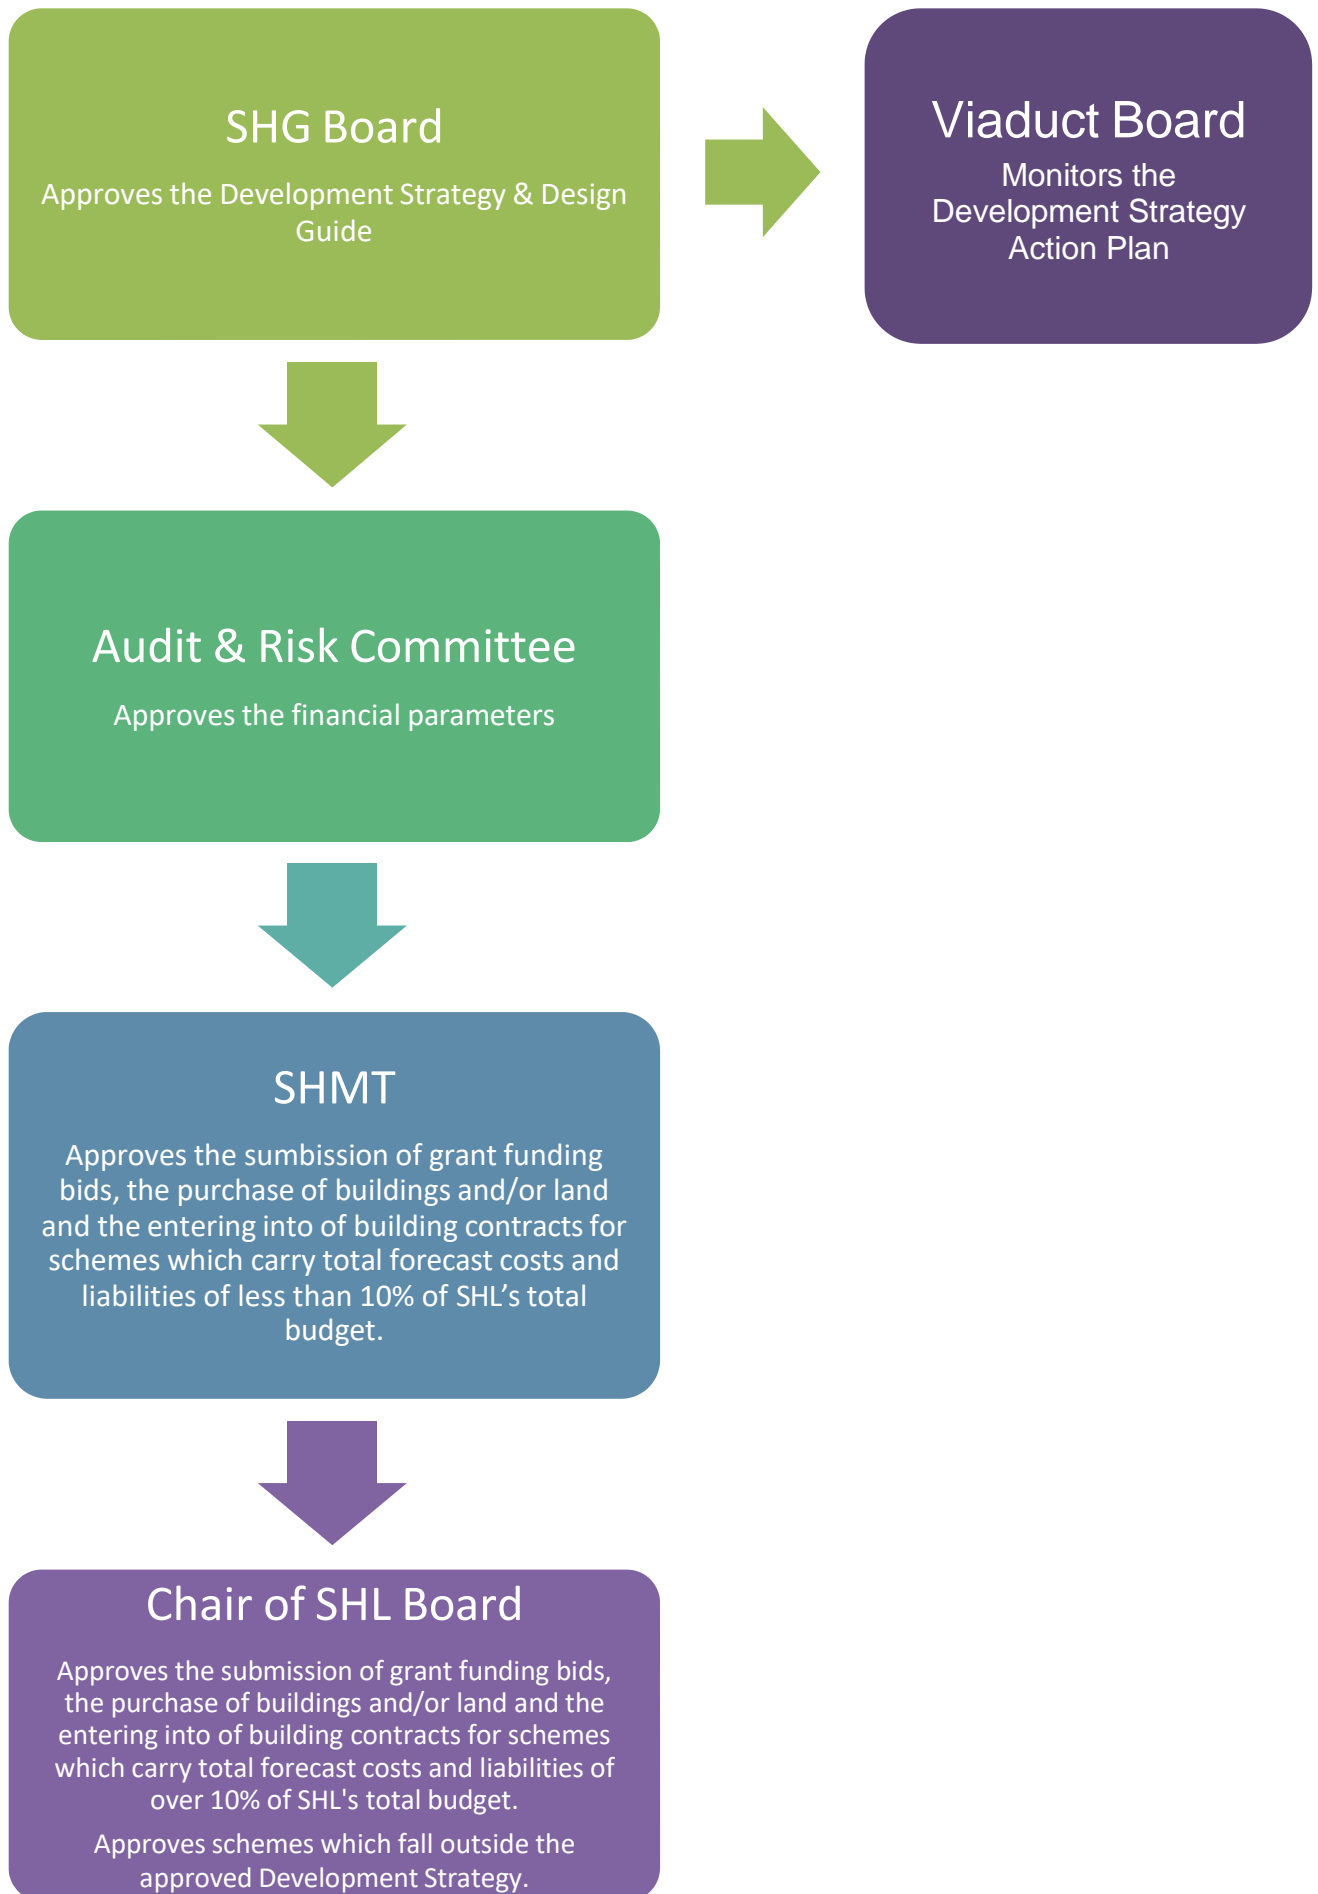 SHG Board
Approves the Development Strategy & Design
Guide
Viaduct Board
Monitors the
Development Strategy
Action Plan
Audit & Risk Committee
Approves the financial parameters
SHMT
Approves the sumbission of grant funding
bids, the purchase of buildings and/or land
and the entering into of building contracts for
schemes which carry total forecast costs and
liabilities of less than 10% of SHL’s total
budget.
Chair of SHL Board
Approves the submission of grant funding bids,
the purchase of buildings and/or land and the
entering into of building contracts for schemes
which carry total forecast costs and liabilities of
over 10% of SHL's total budget.
Approves schemes which fall outside the
approved Development Strategy.